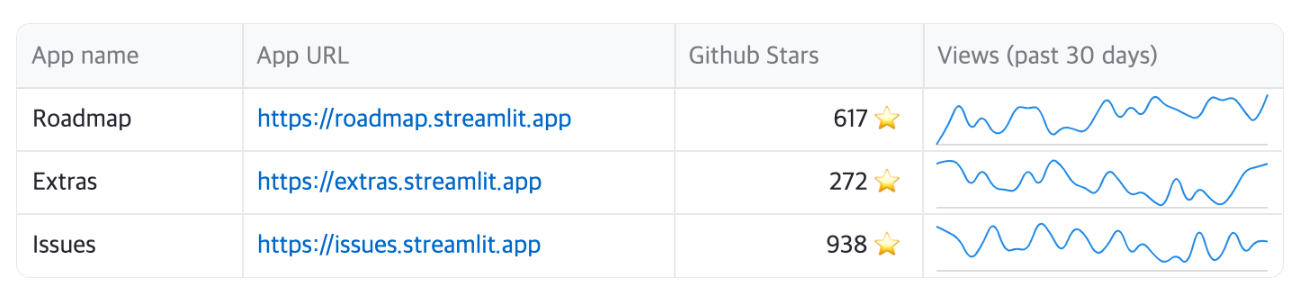 App name App URL Github Stars Views (past 30 days)
Roadmap https://roadmap.streamlit.app 617 ⭐
Extras https://extras.streamlit.app 272 ⭐
Issues https://issues.streamlit.app 938 ⭐